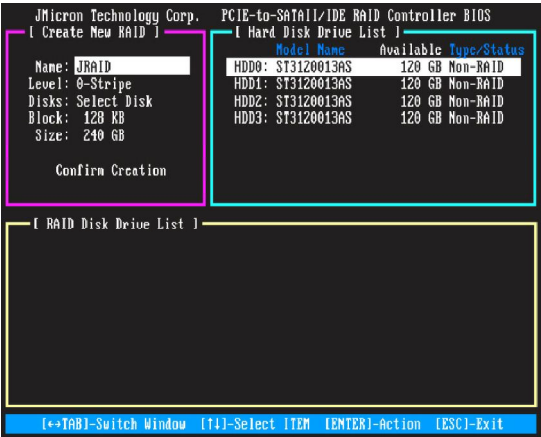 JMicron Technology Corp. PCIE-to-SATAII/IDE RAID Controller BIOS
[ Create New RAID ]
Name: JRAID
Level: 0-Stripe
Disks: Select Disk
Block: 128 KB
Size: 240 GB
Confirm Creation
[ Hard Disk Drive List ]
Model Name Available Type/Status
HDD0: ST3120013AS 120 GB Non-RAID
HDD1: ST3120013AS 120 GB Non-RAID
HDD2: ST3120013AS 120 GB Non-RAID
HDD3: ST3120013AS 120 GB Non-RAID
[ RAID Disk Drive List ]
[↔TAB]-Switch Window [↑↓]-Select ITEM [ENTER]-Action [ESC]-Exit